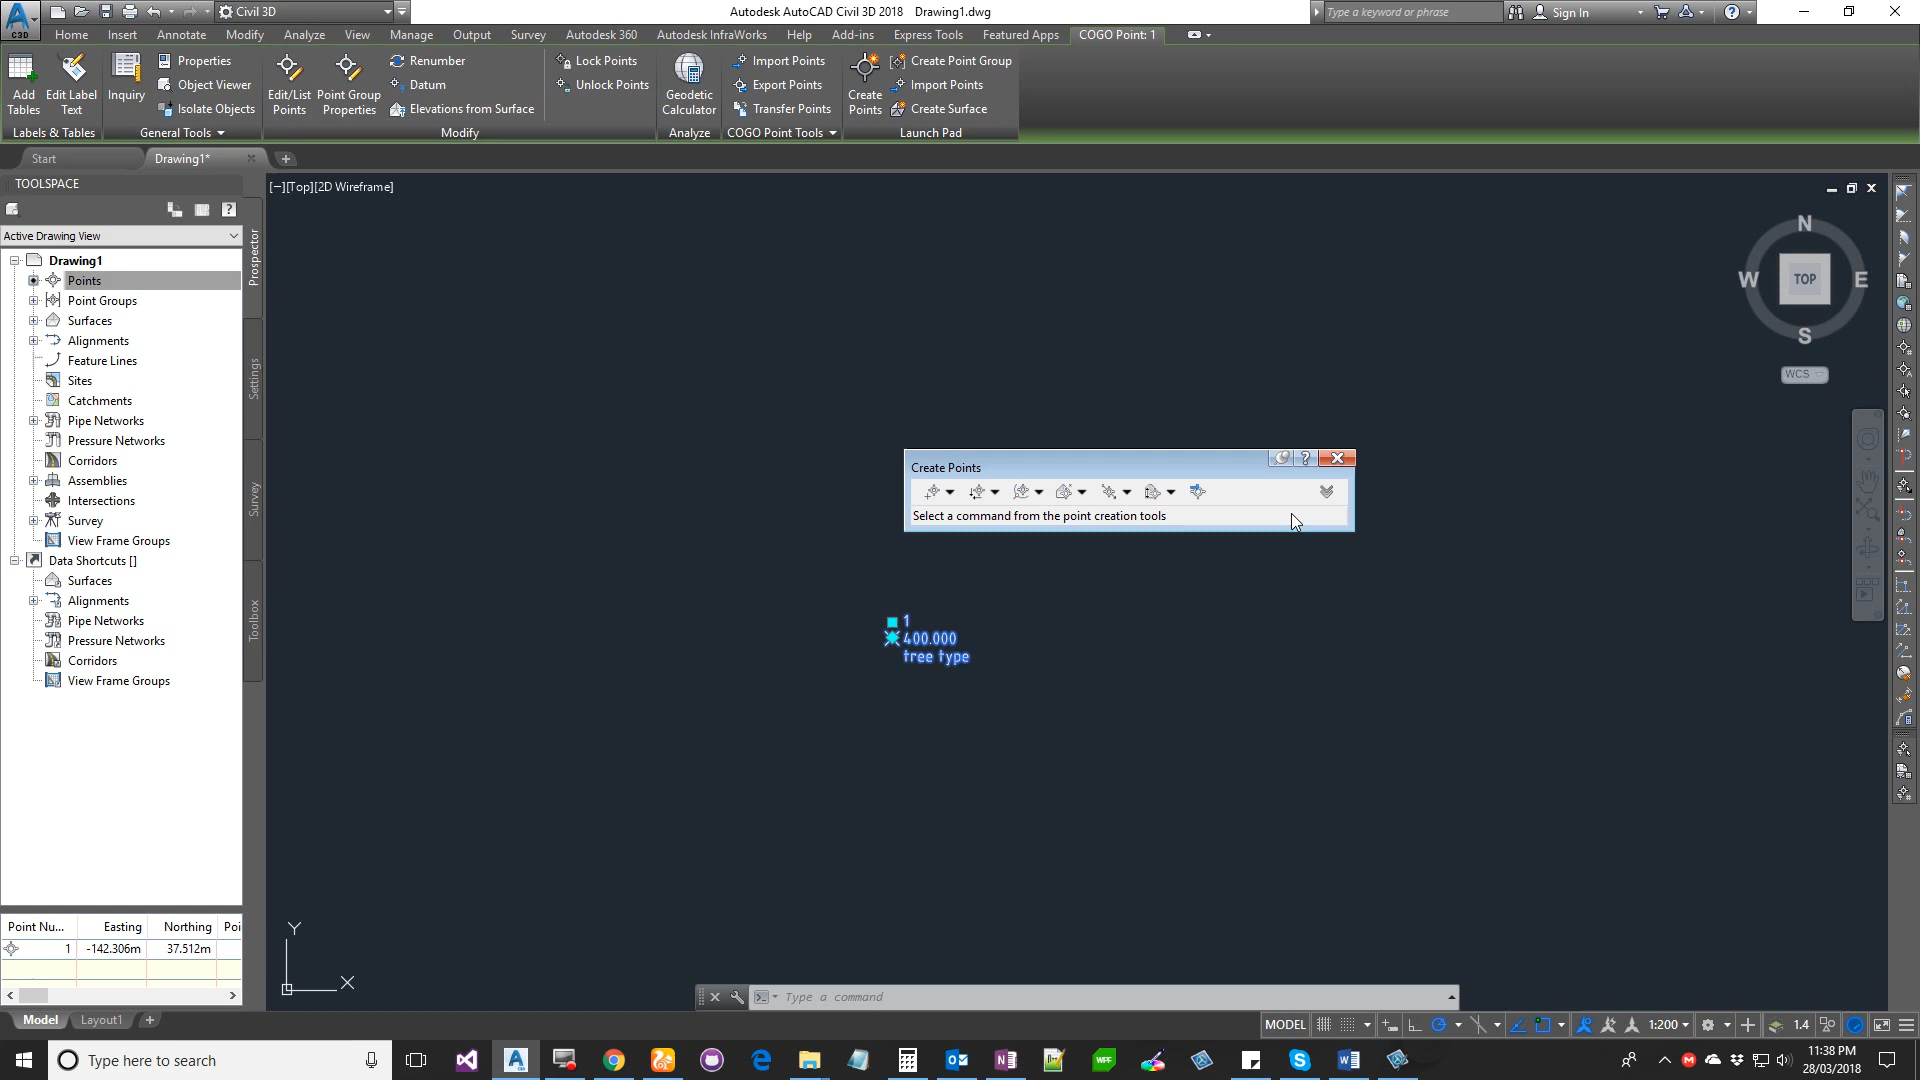 Civil 3D
Autodesk AutoCAD Civil 3D 2018 Drawing1.dwg
Type a keyword or phrase
Sign In
C3D
Home Insert Annotate Modify Analyze View Manage Output Survey Autodesk 360 Autodesk InfraWorks Help Add-ins Express Tools Featured Apps COGO Point: 1
Add Tables
Edit Label Text
Labels & Tables
Inquiry
Properties
Object Viewer
Isolate Objects
General Tools
Edit/List Points
Point Group Properties
Renumber
Datum
Elevations from Surface
Modify
Lock Points
Unlock Points
Geodetic Calculator
Analyze
Import Points
Export Points
Transfer Points
COGO Point Tools
Create Points
Create Point Group
Import Points
Create Surface
Launch Pad
Start
Drawing1*
TOOLSPACE
Active Drawing View
Drawing1
Points
Point Groups
Surfaces
Alignments
Feature Lines
Sites
Catchments
Pipe Networks
Pressure Networks
Corridors
Assemblies
Intersections
Survey
View Frame Groups
Data Shortcuts []
Surfaces
Alignments
Pipe Networks
Pressure Networks
Corridors
View Frame Groups
Prospector
Settings
Survey
Toolbox
Point Nu... Easting Northing Poi
1 -142.306m 37.512m
[−][Top][2D Wireframe]
N
W TOP E
S
WCS
Create Points
Select a command from the point creation tools
1
400.000
tree type
Y
X
Type a command
Model Layout1
MODEL
1:200
1.4
Type here to search
11:38 PM
28/03/2018